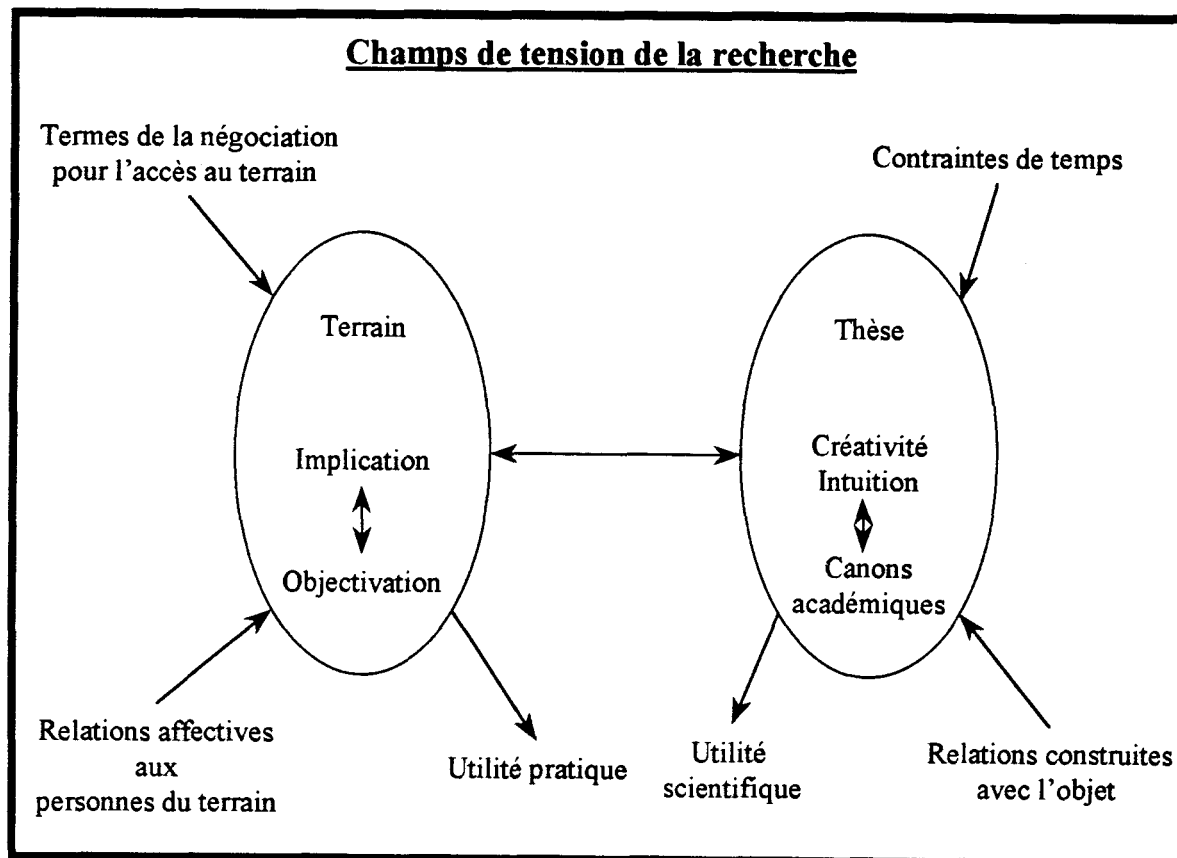 Champs de tension de la recherche
Termes de la négociation
pour l'accès au terrain
Contraintes de temps
Terrain
Implication
Objectivation
Thèse
Créativité
Intuition
Canons
académiques
Relations affectives
aux
personnes du terrain
Utilité pratique
Utilité
scientifique
Relations construites
avec l'objet